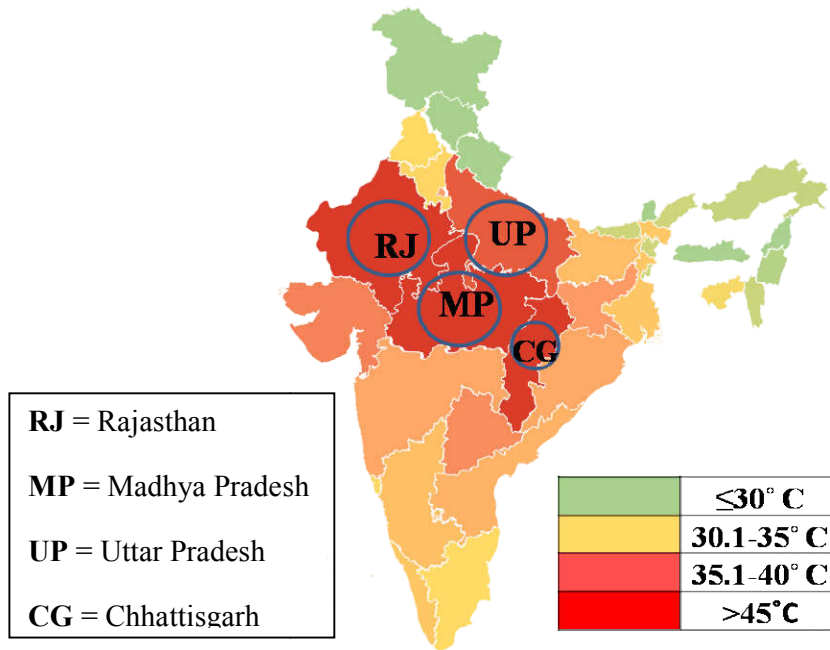 RJ
UP
MP
CG
RJ = Rajasthan
MP = Madhya Pradesh
UP = Uttar Pradesh
CG = Chhattisgarh
≤30° C
30.1-35° C
35.1-40° C
>45°C